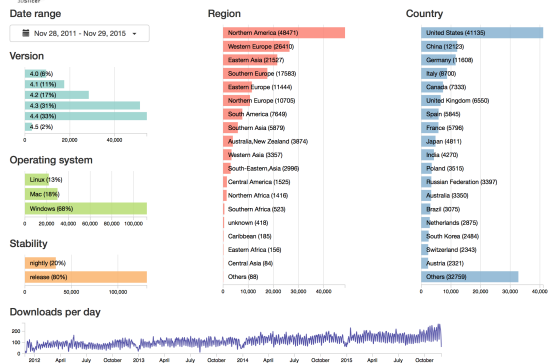 Date range
Nov 28, 2011 - Nov 29, 2015
Version
4.0 (6%)
4.1 (11%)
4.2 (17%)
4.3 (31%)
4.4 (33%)
4.5 (2%)
0 20,000 40,000
Operating system
Linux (13%)
Mac (18%)
Windows (68%)
0 20,000 40,000 60,000 80,000 100,000
Stability
nightly (20%)
release (80%)
0 50,000 100,000
Region
Northern America (48471)
Western Europe (26410)
Eastern Asia (21527)
Southern Europe (17583)
Eastern Europe (11444)
Northern Europe (10705)
South America (7649)
Southern Asia (5879)
Australia,New Zealand (3874)
Western Asia (3357)
South-Eastern,Asia (2996)
Central America (1525)
Northern Africa (1416)
Southern Africa (523)
unknown (418)
Caribbean (185)
Eastern Africa (156)
Central Asia (84)
Others (88)
0 10,000 20,000 30,000 40,000
Country
United States (41135)
China (12123)
Germany (11608)
Italy (8700)
Canada (7333)
United Kingdom (6550)
Spain (5845)
France (5796)
Japan (4811)
India (4270)
Poland (3515)
Russian Federation (3397)
Australia (3350)
Brazil (3075)
Netherlands (2875)
South Korea (2484)
Switzerland (2343)
Austria (2321)
Others (32759)
0 10,000 20,000 30,000 40,000
Downloads per day
200
100
0
2012 April July October 2013 April July October 2014 April July October 2015 April July October